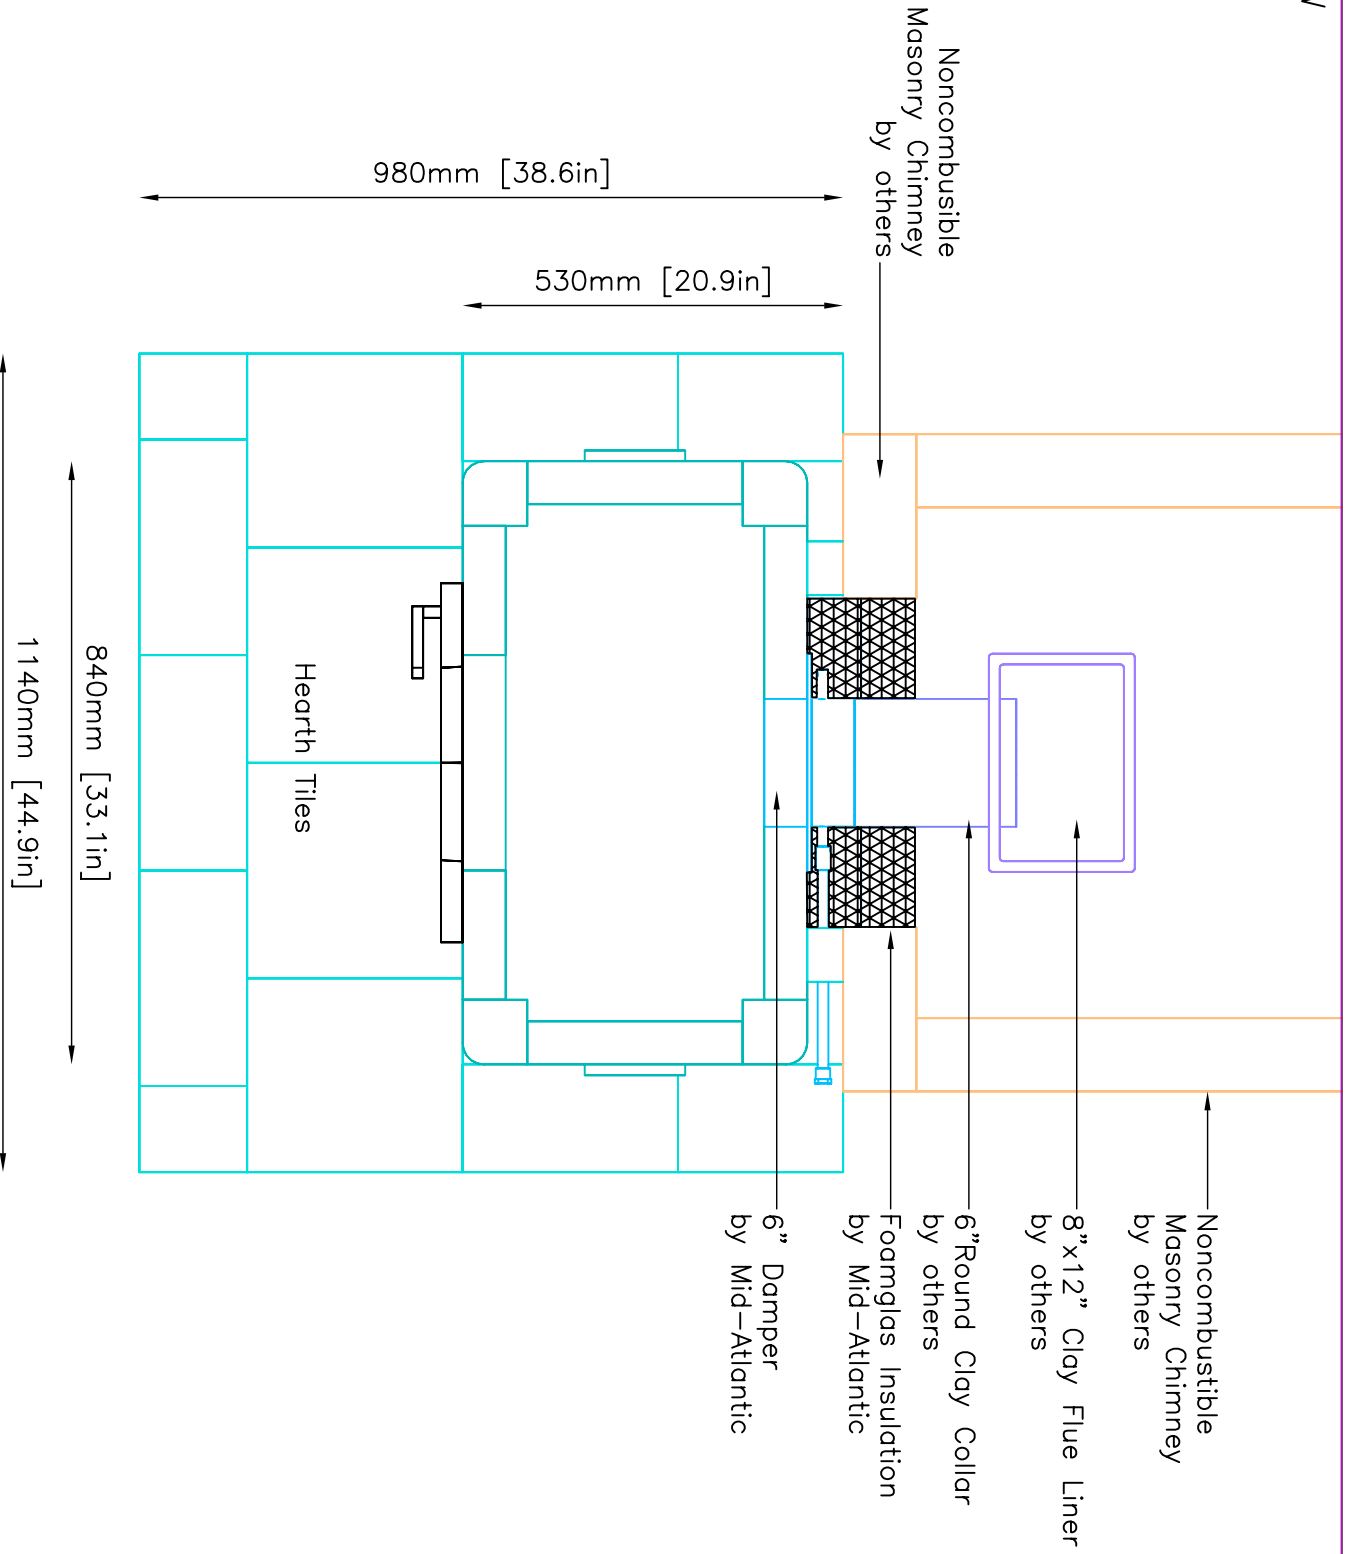 Noncombusible
Masonry Chimney
by others
980mm [38.6in]
530mm [20.9in]
Hearth Tiles
840mm [33.1in]
1140mm [44.9in]
Noncombustible
Masonry Chimney
by others
8"x12" Clay Flue Liner
by others
6"Round Clay Collar
by others
Foamglas Insulation
by Mid-Atlantic
6" Damper
by Mid-Atlantic